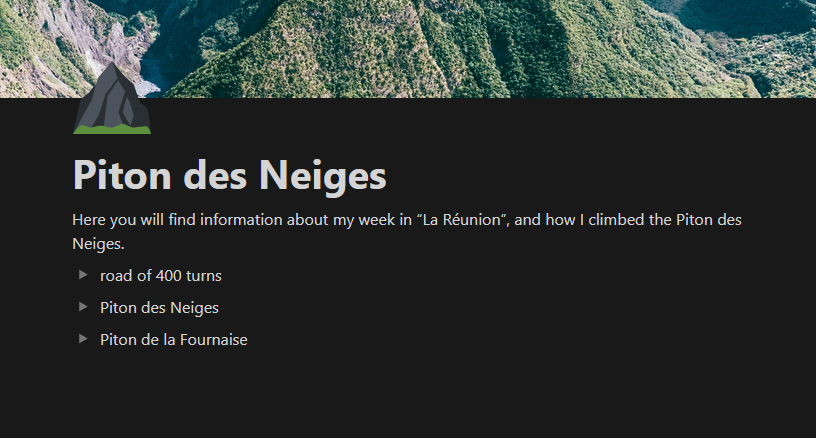 Piton des Neiges
Here you will find information about my week in “La Réunion”, and how I climbed the Piton des
Neiges.
road of 400 turns
Piton des Neiges
Piton de la Fournaise